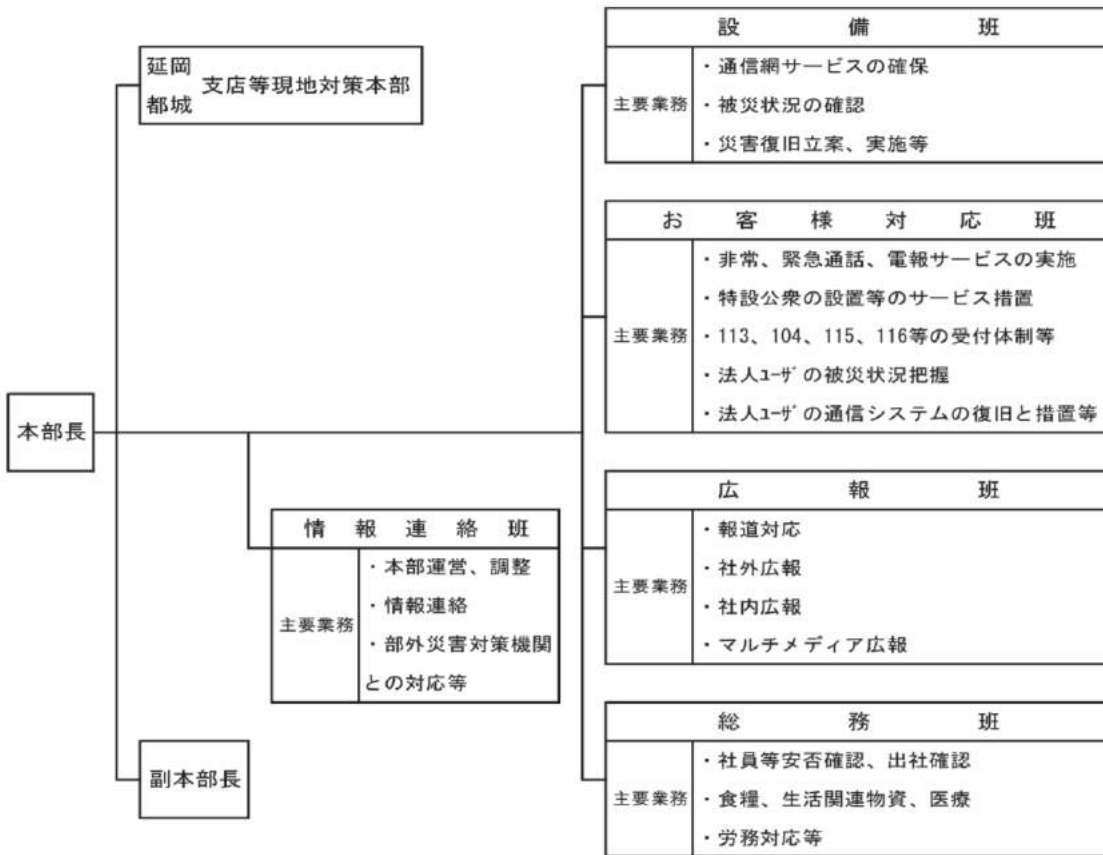 延岡
都城
支店等現地対策本部
本部長
副本部長
情報連絡班
主要業務
・本部運営、調整
・情報連絡
・部外災害対策機関
との対応等
設備班
主要業務
・通信網サービスの確保
・被災状況の確認
・災害復旧立案、実施等
お客様対応班
主要業務
・非常、緊急通話、電報サービスの実施
・特設公衆の設置等のサービス措置
・113、104、115、116等の受付体制等
・法人ﾕｰｻﾞの被災状況把握
・法人ﾕｰｻﾞの通信システムの復旧と措置等
広報班
主要業務
・報道対応
・社外広報
・社内広報
・マルチメディア広報
総務班
主要業務
・社員等安否確認、出社確認
・食糧、生活関連物資、医療
・労務対応等